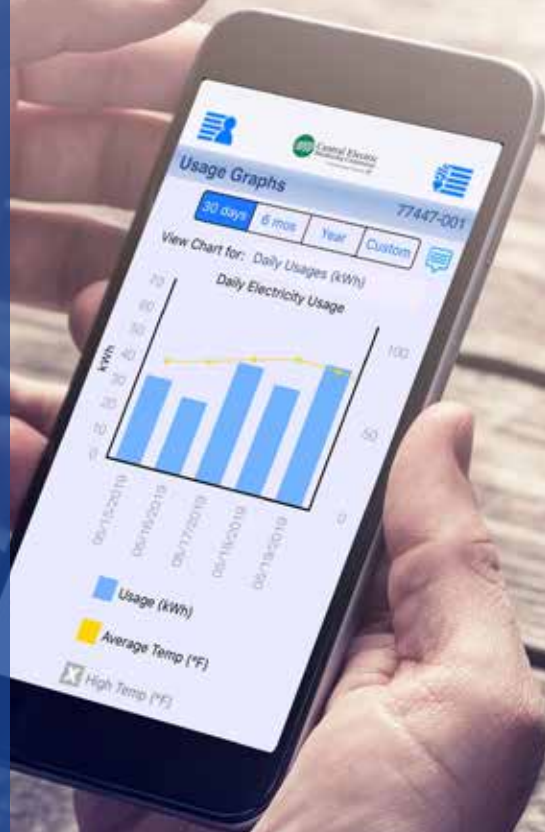 Central Electric
Usage Graphs
77447-001
30 days
6 mos
Year
Custom
View Chart for: Daily Usages (kWh)
Daily Electricity Usage
kWh
70
60
50
40
30
20
10
0
100
50
0
05/15/2019
05/16/2019
05/17/2019
05/18/2019
05/19/2019
Usage (kWh)
Average Temp (°F)
X High Temp (°F)